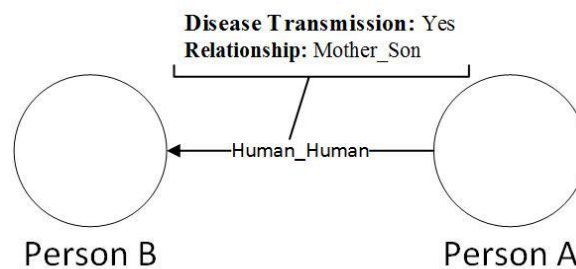 Disease Transmission: Yes
Relationship: Mother_Son
Human_Human
Person B
Person A